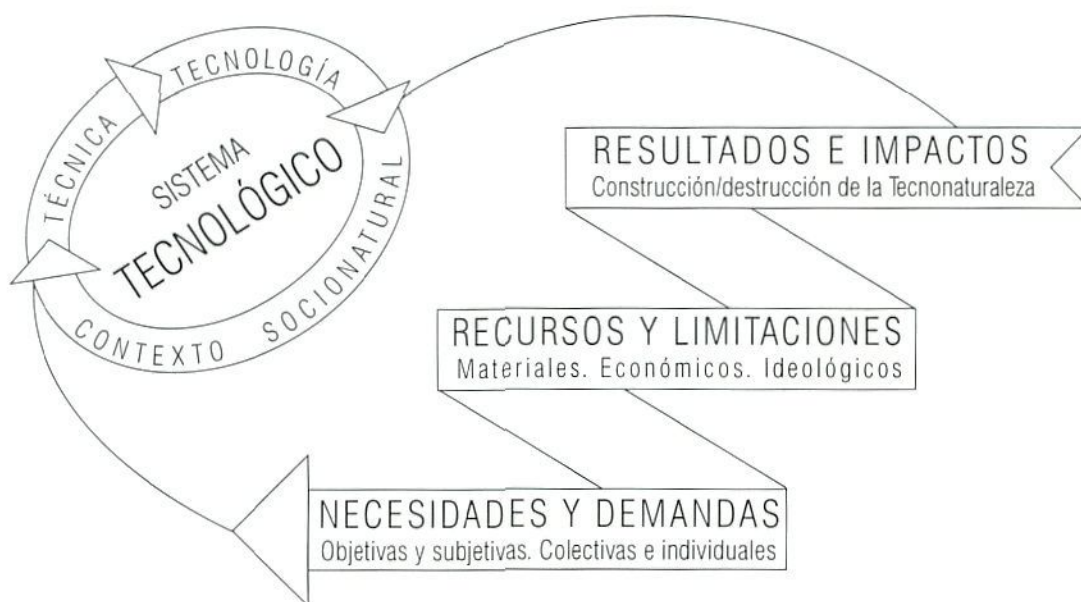 TÉCNICA
TECNOLOGÍA
CONTEXTO SOCIONATURAL
SISTEMA
TECNOLÓGICO
RESULTADOS E IMPACTOS
Construcción/destrucción de la Tecnonaturaleza
RECURSOS Y LIMITACIONES
Materiales. Económicos. Ideológicos
NECESIDADES Y DEMANDAS
Objetivas y subjetivas. Colectivas e individuales